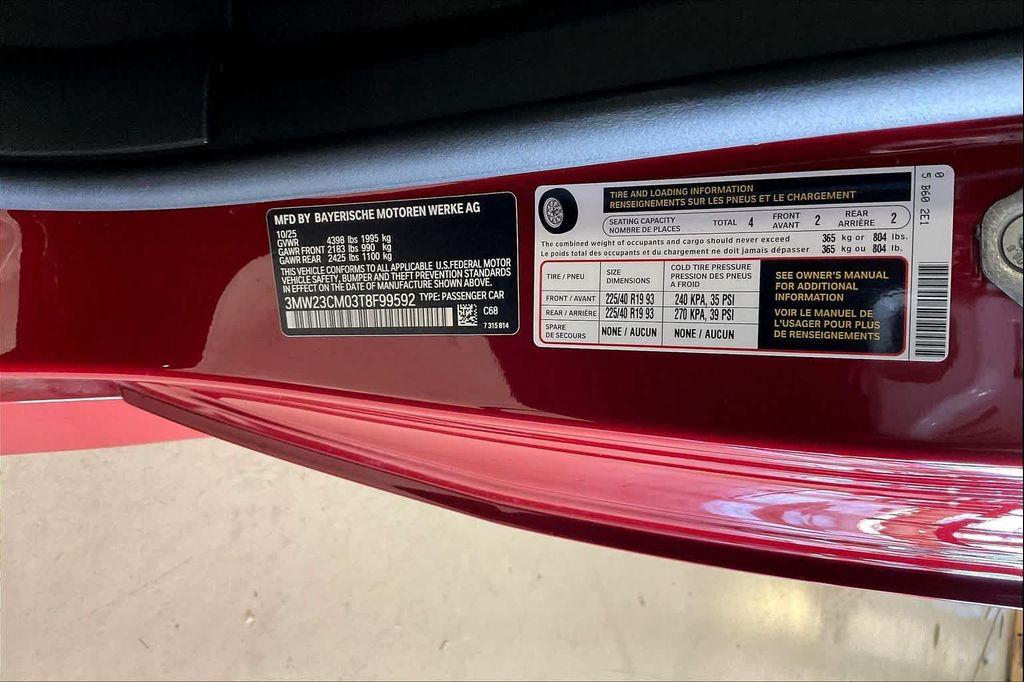 MFD BY BAYERISCHE MOTOREN WERKE AG
10/25
GVWR 4398 lbs 1995 kg
GAWR FRONT 2183 lbs 990 kg
GAWR REAR 2425 lbs 1100 kg
THIS VEHICLE CONFORMS TO ALL APPLICABLE U.S.FEDERAL MOTOR
VEHICLE SAFETY, BUMPER AND THEFT PREVENTION STANDARDS
IN EFFECT ON THE DATE OF MANUFACTURE SHOWN ABOVE.
3MW23CM03T8F99592 TYPE: PASSENGER CAR
C68
7 315 814
TIRE AND LOADING INFORMATION
RENSEIGNEMENTS SUR LES PNEUS ET LE CHARGEMENT
SEATING CAPACITY TOTAL 4 FRONT 2 REAR 2
NOMBRE DE PLACES AVANT ARRIÈRE
The combined weight of occupants and cargo should never exceed 365 kg or 804 lbs.
Le poids total des occupants et du chargement ne doit jamais dépasser 365 kg ou 804 lb.
TIRE / PNEU SIZE DIMENSIONS COLD TIRE PRESSURE PRESSION DES PNEUS A FROID
FRONT / AVANT 225/40 R19 93 240 KPA, 35 PSI
REAR / ARRIÈRE 225/40 R19 93 270 KPA, 39 PSI
SPARE DE SECOURS NONE / AUCUN NONE / AUCUN
SEE OWNER'S MANUAL
FOR ADDITIONAL
INFORMATION
VOIR LE MANUEL DE
L'USAGER POUR PLUS
DE RENSEIGNEMENTS
0
5 B60 2E1